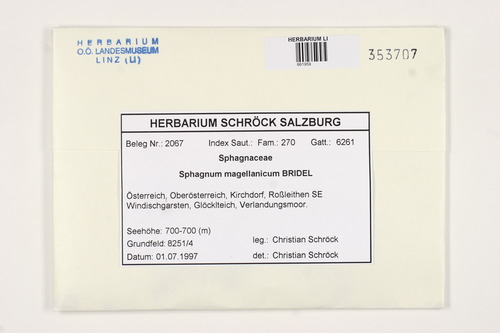 HERBARIUM
O.Ö. LANDESMUSEUM
LINZ (LI)
HERBARIUM LI
353707
HERBARIUM SCHRÖCK SALZBURG
Beleg Nr.: 2067 Index Saut.: Fam.: 270 Gatt.: 6261
Sphagnaceae
Sphagnum magellanicum BRIDEL
Österreich, Oberösterreich, Kirchdorf, Roßleithen SE
Windischgarsten, Glöcklteich, Verlandungsmoor.
Seehöhe: 700-700 (m)
Grundfeld: 8251/4 leg.: Christian Schröck
Datum: 01.07.1997 det.: Christian Schröck